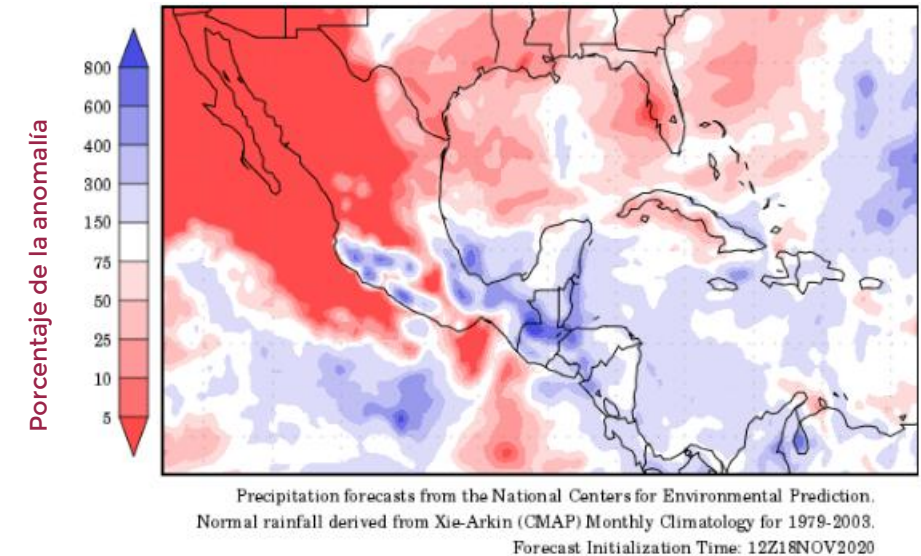 Porcentaje de la anomalía
800
600
400
300
150
75
50
25
10
5
Precipitation forecasts from the National Centers for Environmental Prediction.
Normal rainfall derived from Xie-Arkin (CMAP) Monthly Climatology for 1979-2003.
Forecast Initialization Time: 12Z18NOV2020